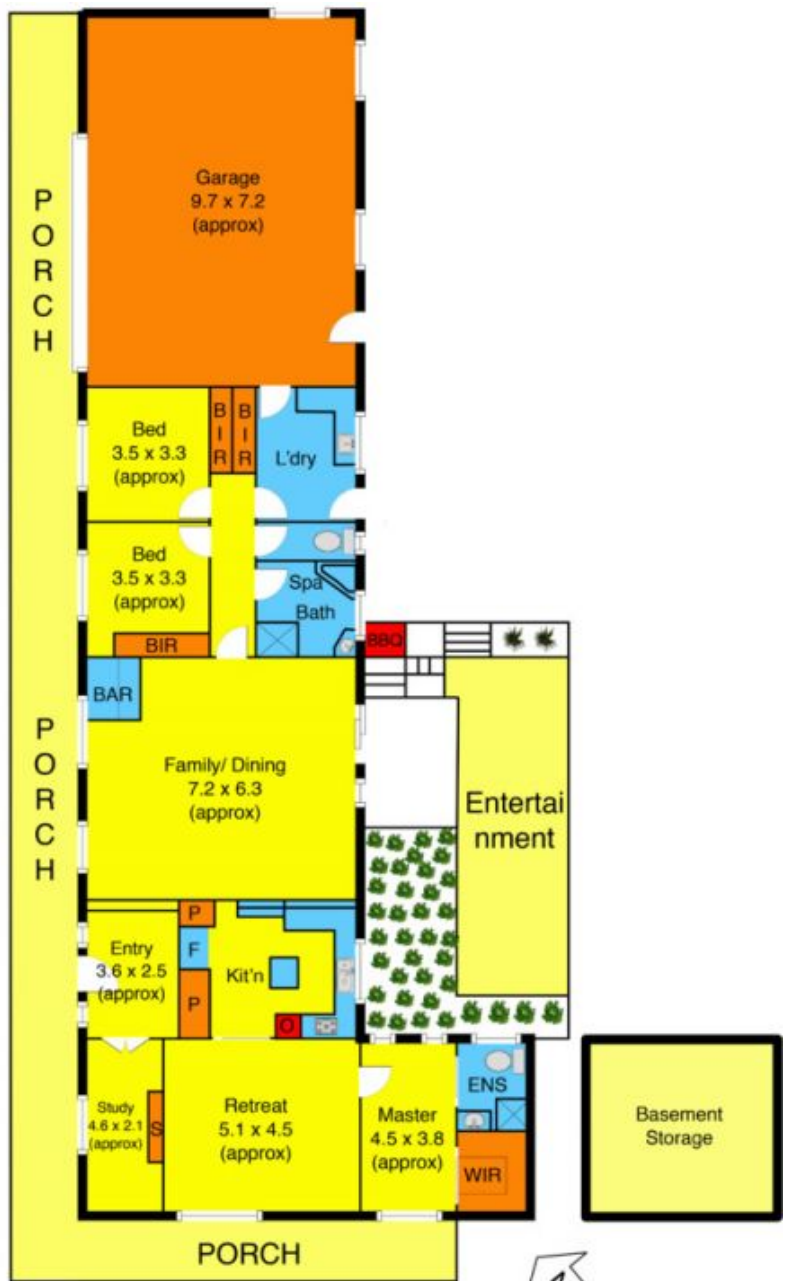 Garage
9.7 x 7.2
(approx)
P
O
R
C
H
Bed
3.5 x 3.3
(approx)
B
I
R
B
I
R
L'dry
Bed
3.5 x 3.3
(approx)
Spa
Bath
BIR
BBQ
BAR
P
O
R
C
H
Family/ Dining
7.2 x 6.3
(approx)
Entertai
nment
P
F
Entry
3.6 x 2.5
(approx)
Kit'n
P
O
Study
4.6 x 2.1
(approx)
S
Retreat
5.1 x 4.5
(approx)
Master
4.5 x 3.8
(approx)
ENS
WIR
Basement
Storage
PORCH